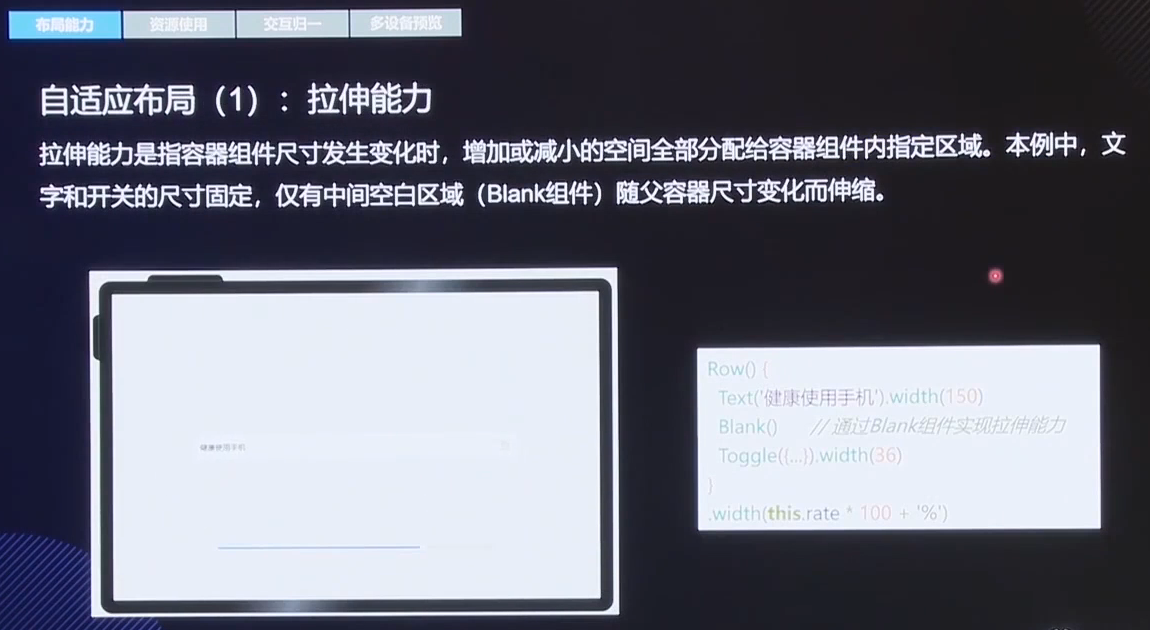 布局能力
资源使用
交互归一
多设备预览
自适应布局（1）：拉伸能力
拉伸能力是指容器组件尺寸发生变化时，增加或减小的空间全部分配给容器组件内指定区域。本例中，文
字和开关的尺寸固定，仅有中间空白区域（Blank组件）随父容器尺寸变化而伸缩。
健康使用手机
Row() {
Text('健康使用手机').width(150)
Blank() // 通过Blank组件实现拉伸能力
Toggle({...}).width(36)
}
.width(this.rate * 100 + '%')